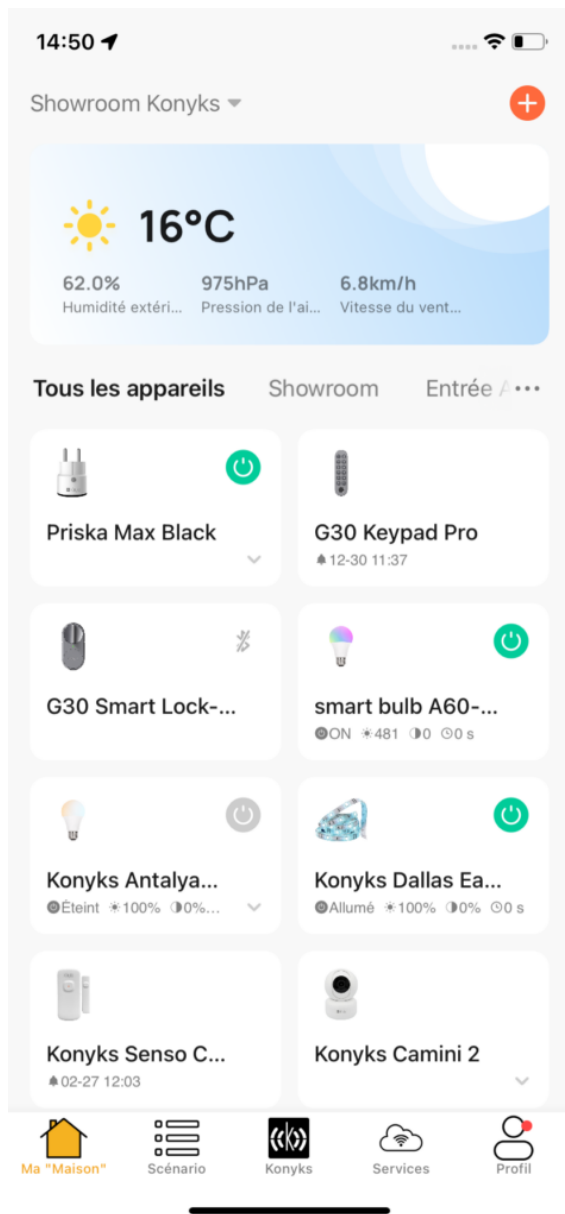 14:50
Showroom Konyks
16°C
62.0% 975hPa 6.8km/h
Humidité extéri... Pression de l'ai... Vitesse du vent...
Tous les appareils Showroom Entrée A
Priska Max Black
G30 Keypad Pro
12-30 11:37
G30 Smart Lock-...
smart bulb A60-...
ON 481 0 0 s
Konyks Antalya...
Éteint 100% 0%...
Konyks Dallas Ea...
Allumé 100% 0% 0 s
Konyks Senso C...
02-27 12:03
Konyks Camini 2
Ma "Maison" Scénario Konyks Services Profil